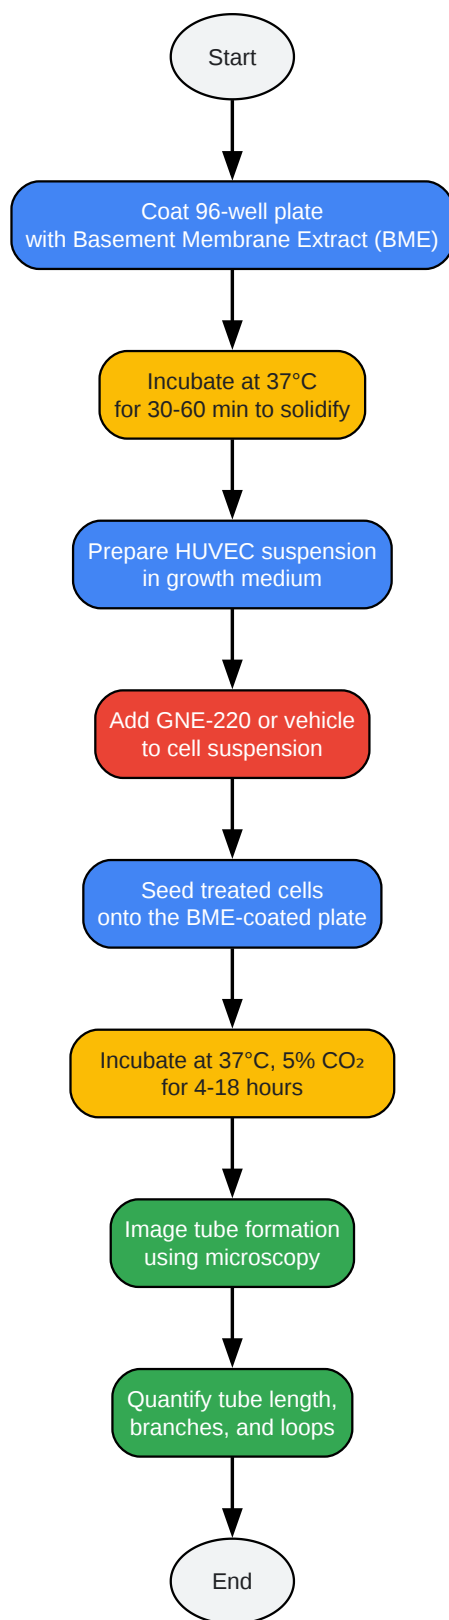 Start
Coat 96-well plate
with Basement Membrane Extract (BME)
Incubate at 37°C
for 30-60 min to solidify
Prepare HUVEC suspension
in growth medium
Add GNE-220 or vehicle
to cell suspension
Seed treated cells
onto the BME-coated plate
Incubate at 37°C, 5% CO₂
for 4-18 hours
Image tube formation
using microscopy
Quantify tube length,
branches, and loops
End